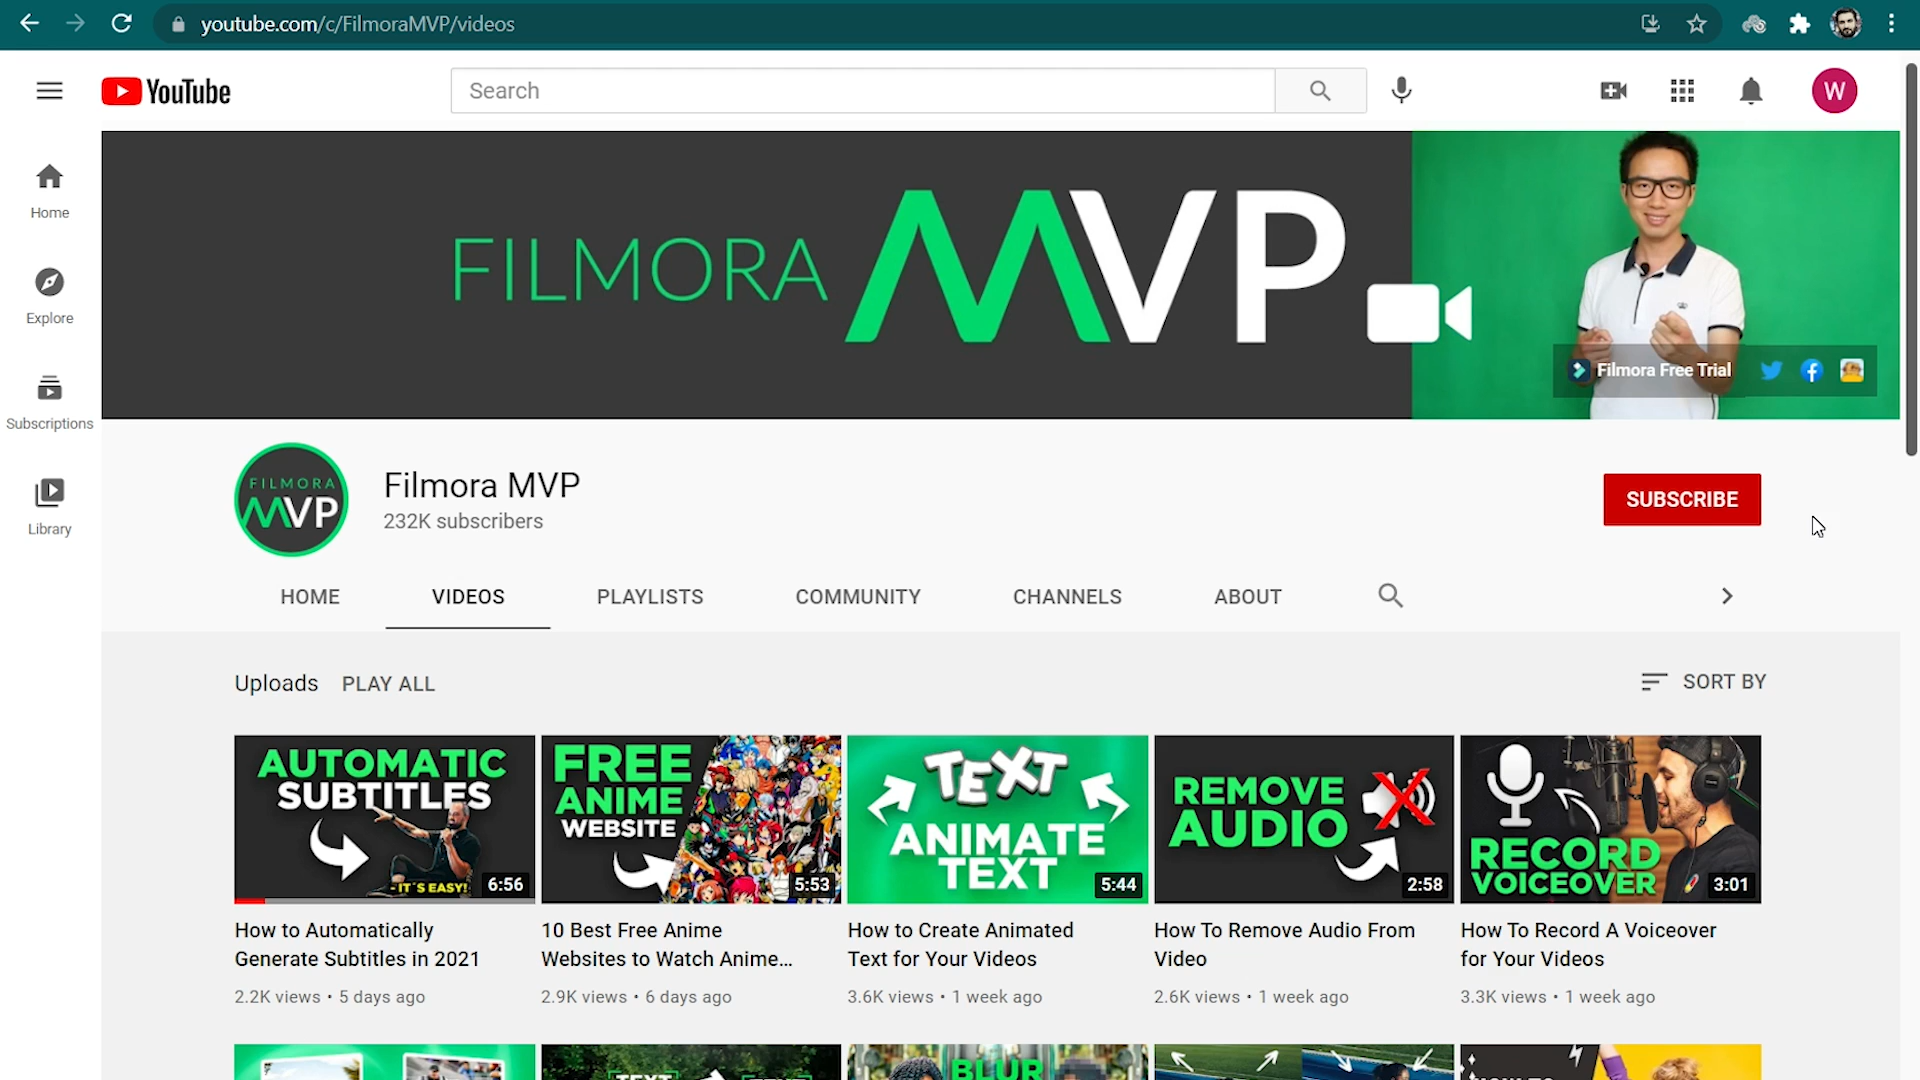 youtube.com/c/FilmoraMVP/videos
YouTube
Search
W
Home
Explore
Subscriptions
Library
FILMORA MVP
Filmora Free Trial
FILMORA
MVP
Filmora MVP
232K subscribers
SUBSCRIBE
HOME
VIDEOS
PLAYLISTS
COMMUNITY
CHANNELS
ABOUT
Uploads
PLAY ALL
SORT BY
AUTOMATIC
SUBTITLES
-IT´S EASY!
6:56
FREE
ANIME
WEBSITE
5:53
TEXT
ANIMATE
TEXT
5:44
REMOVE
AUDIO
2:58
RECORD
VOICEOVER
3:01
How to Automatically
Generate Subtitles in 2021
2.2K views • 5 days ago
10 Best Free Anime
Websites to Watch Anime...
2.9K views • 6 days ago
How to Create Animated
Text for Your Videos
3.6K views • 1 week ago
How To Remove Audio From
Video
2.6K views • 1 week ago
How To Record A Voiceover
for Your Videos
3.3K views • 1 week ago
TEXT
BLUR
HOW TO